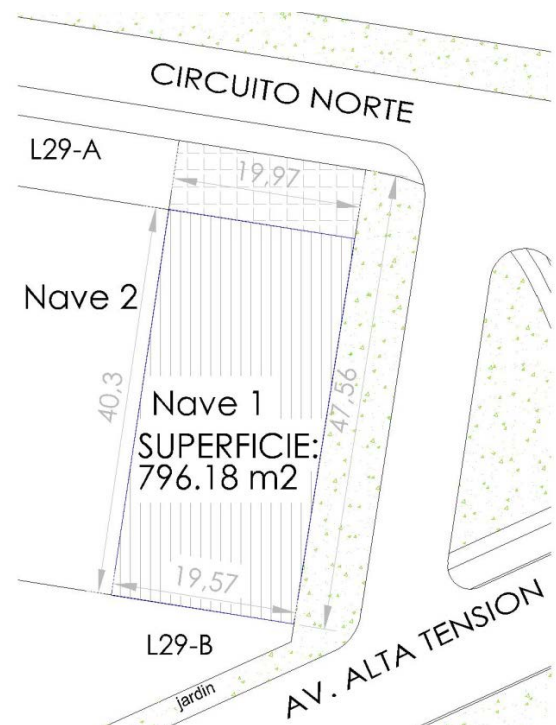 CIRCUITO NORTE
L29-A
19,97
Nave 2
40,3
47,56
Nave 1
SUPERFICIE:
796.18 m2
19,57
L29-B
jardin
AV. ALTA TENSION